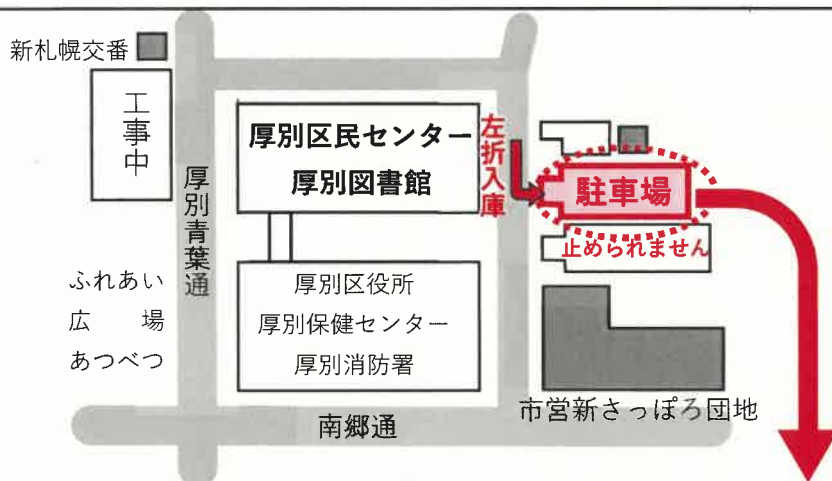 新札幌交番
工事中
厚別青葉通
厚別区民センター
厚別図書館
左折入庫
駐車場
止められません
ふれあい
広　場
あつべつ
厚別区役所
厚別保健センター
厚別消防署
市営新さっぽろ団地
南郷通